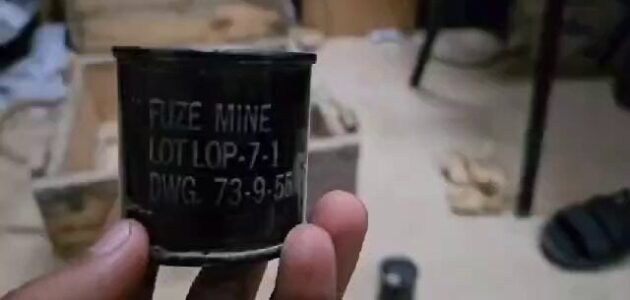 FUZE MINE
LOT LOP-7-1
DWG. 73-9-55